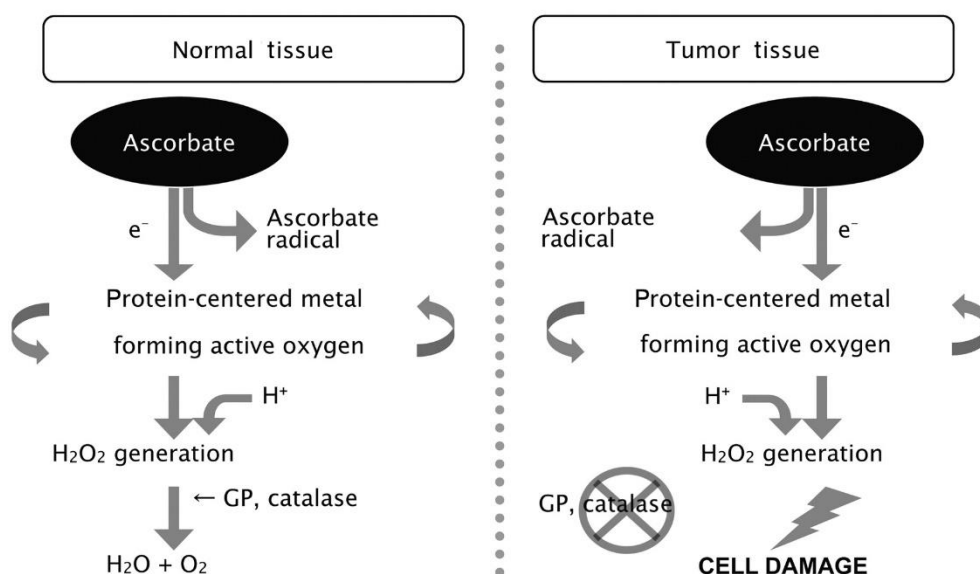 Normal tissue
Ascorbate
e⁻
Ascorbate
radical
Protein-centered metal
forming active oxygen
H⁺
H₂O₂ generation
← GP, catalase
H₂O + O₂
Tumor tissue
Ascorbate
Ascorbate
radical
e⁻
Protein-centered metal
forming active oxygen
H⁺
H₂O₂ generation
GP, catalase
CELL DAMAGE